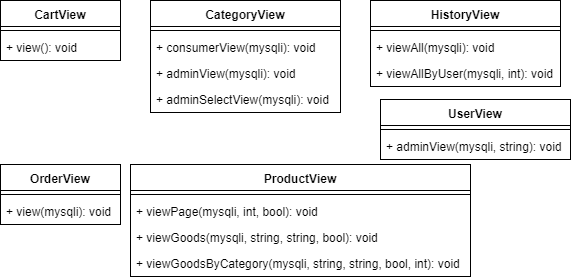 CartView
+ view(): void
CategoryView
+ consumerView(mysqli): void
+ adminView(mysqli): void
+ adminSelectView(mysqli): void
HistoryView
+ viewAll(mysqli): void
+ viewAllByUser(mysqli, int): void
UserView
+ adminView(mysqli, string): void
OrderView
+ view(mysqli): void
ProductView
+ viewPage(mysqli, int, bool): void
+ viewGoods(mysqli, string, string, bool): void
+ viewGoodsByCategory(mysqli, string, string, bool, int): void